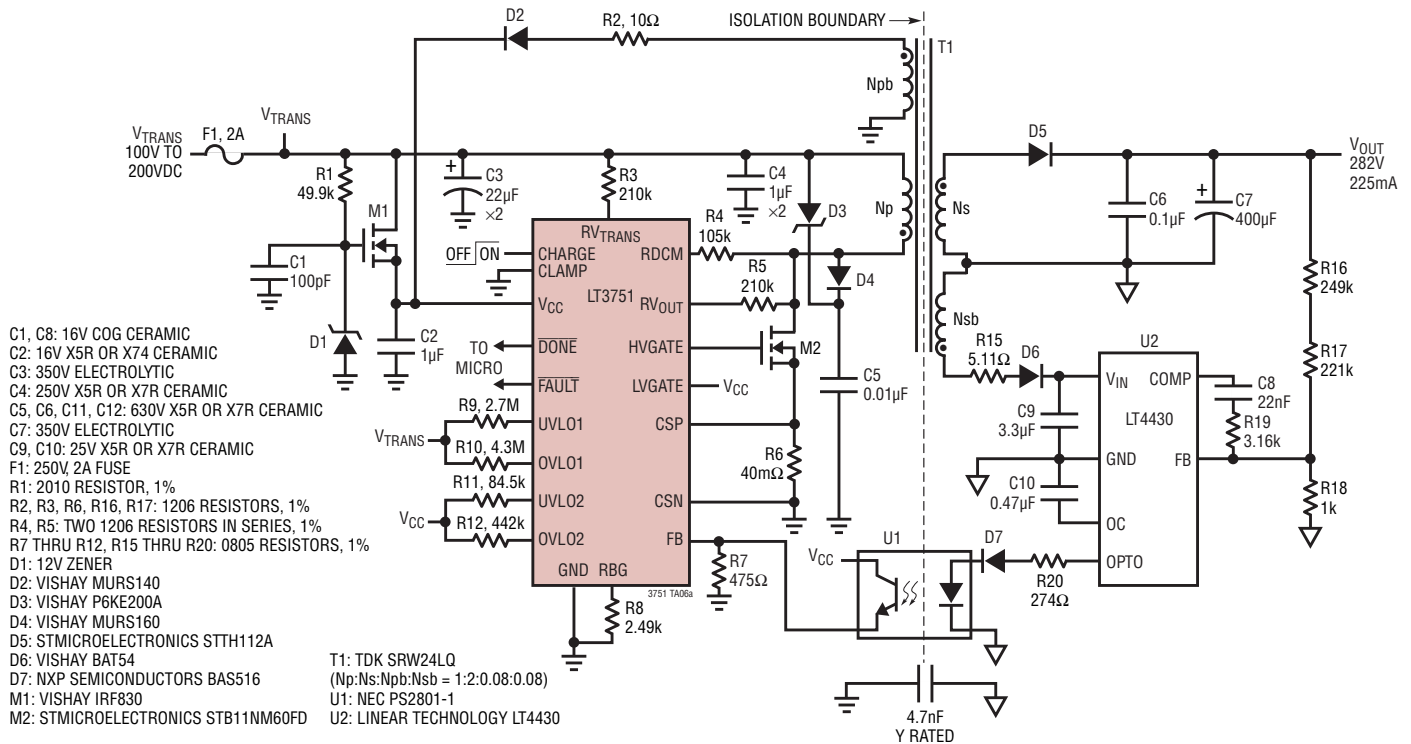 D2
R2, 10Ω
ISOLATION BOUNDARY
T1
Npb
VTRANS
100V TO
200VDC
F1, 2A
VTRANS
R1
49.9k
M1
+
C3
22µF
×2
R3
210k
C4
1µF
×2
D3
Np
Ns
D5
C6
0.1µF
+
C7
400µF
VOUT
282V
225mA
C1
100pF
D1
C2
1µF
OFF ON
RVTRANS
CHARGE
CLAMP
VCC
LT3751
DONE
FAULT
UVLO1
OVLO1
UVLO2
OVLO2
GND RBG
RDCM
RVOUT
HVGATE
LVGATE
CSP
CSN
FB
3751 TA06a
TO
MICRO
R4
105k
R5
210k
D4
M2
VCC
C5
0.01µF
R6
40mΩ
Nsb
R15
5.11Ω
D6
U2
VIN
COMP
LT4430
GND
FB
OC
OPTO
C8
22nF
R19
3.16k
R16
249k
R17
221k
R18
1k
C9
3.3µF
C10
0.47µF
VTRANS
R9, 2.7M
R10, 4.3M
VCC
R11, 84.5k
R12, 442k
R7
475Ω
R8
2.49k
VCC
U1
D7
R20
274Ω
4.7nF
Y RATED
C1, C8: 16V COG CERAMIC
C2: 16V X5R OR X74 CERAMIC
C3: 350V ELECTROLYTIC
C4: 250V X5R OR X7R CERAMIC
C5, C6, C11, C12: 630V X5R OR X7R CERAMIC
C7: 350V ELECTROLYTIC
C9, C10: 25V X5R OR X7R CERAMIC
F1: 250V, 2A FUSE
R1: 2010 RESISTOR, 1%
R2, R3, R6, R16, R17: 1206 RESISTORS, 1%
R4, R5: TWO 1206 RESISTORS IN SERIES, 1%
R7 THRU R12, R15 THRU R20: 0805 RESISTORS, 1%
D1: 12V ZENER
D2: VISHAY MURS140
D3: VISHAY P6KE200A
D4: VISHAY MURS160
D5: STMICROELECTRONICS STTH112A
D6: VISHAY BAT54
D7: NXP SEMICONDUCTORS BAS516
M1: VISHAY IRF830
M2: STMICROELECTRONICS STB11NM60FD
T1: TDK SRW24LQ
(Np:Ns:Npb:Nsb = 1:2:0.08:0.08)
U1: NEC PS2801-1
U2: LINEAR TECHNOLOGY LT4430